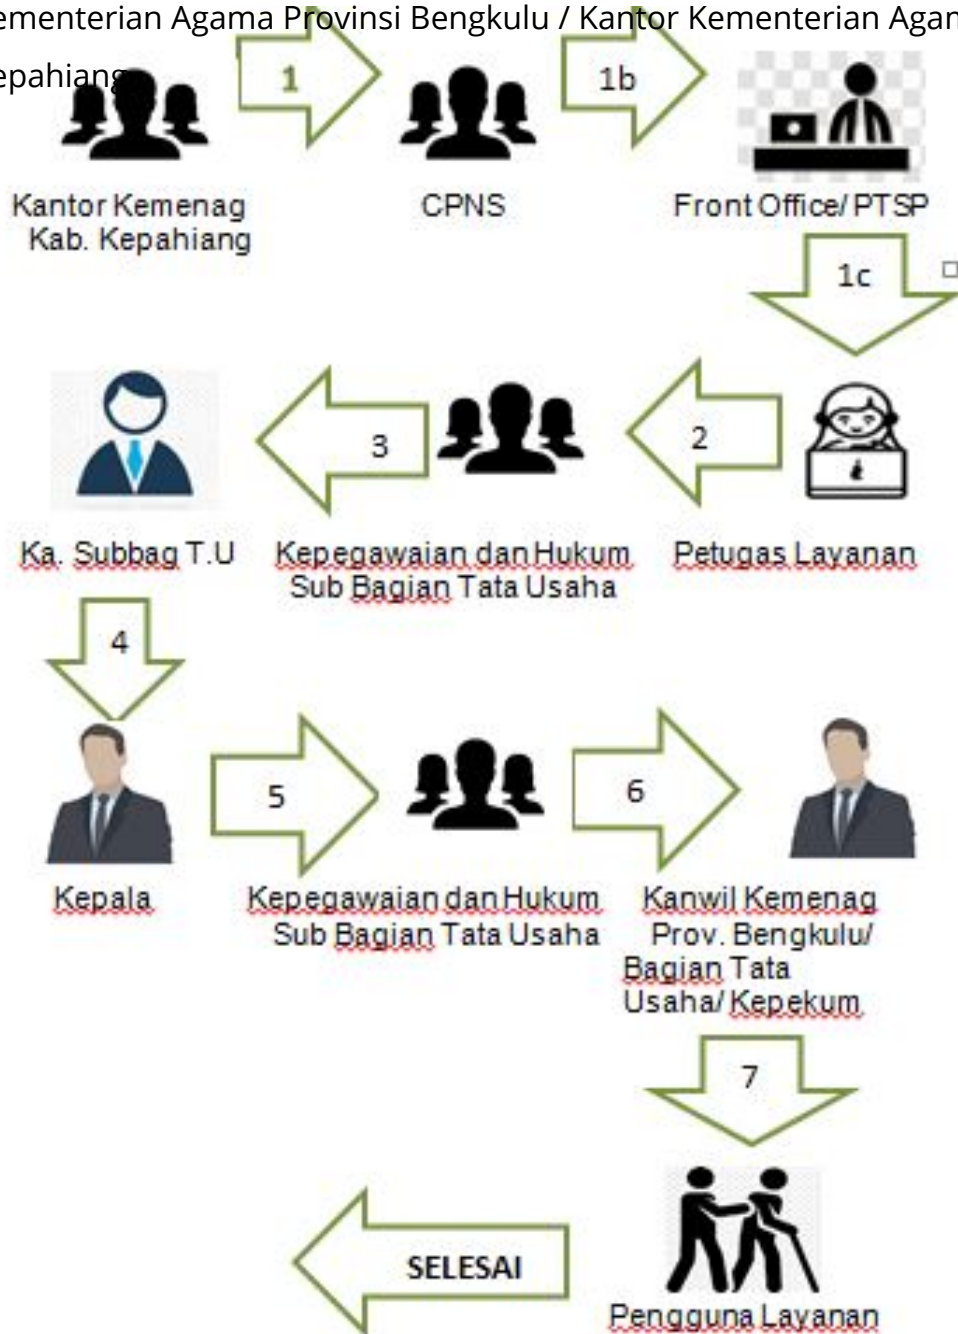 ementerian Agama Provinsi Bengkulu / Kantor Kementerian Agam
epahiang
1
1b
Kantor Kemenag
Kab. Kepahiang
CPNS
Front Office/ PTSP
1c
3
2
Ka. Subbag T.U
Kepegawaian dan Hukum
Sub Bagian Tata Usaha
Petugas Layanan
4
5
6
Kepala
Kepegawaian dan Hukum
Sub Bagian Tata Usaha
Kanwil Kemenag
Prov. Bengkulu/
Bagian Tata
Usaha/ Kepekum
7
SELESAI
Pengguna Layanan